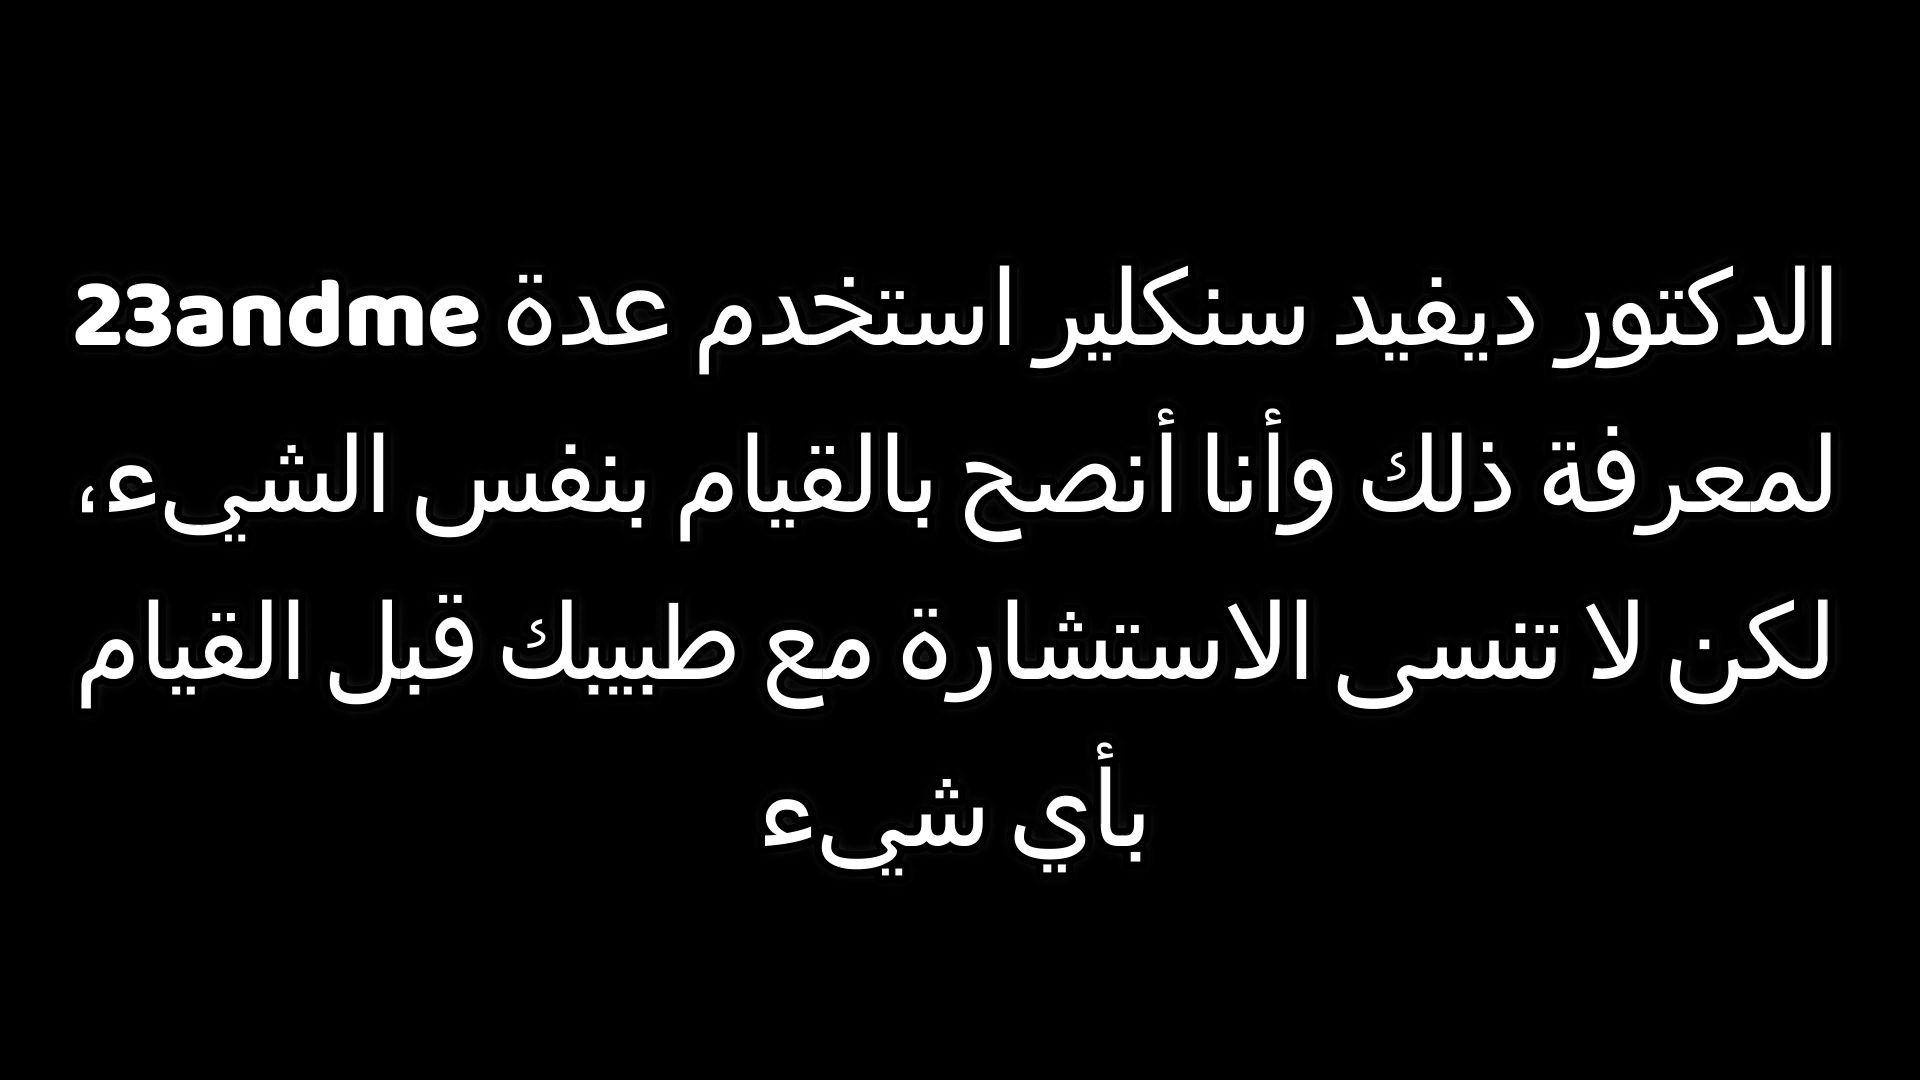 الدكتور ديفيد سنكلير استخدم عدة 23andme
لمعرفة ذلك وأنا أنصح بالقيام بنفس الشيء،
لكن لا تنسى الاستشارة مع طبيبك قبل القيام
بأي شيء